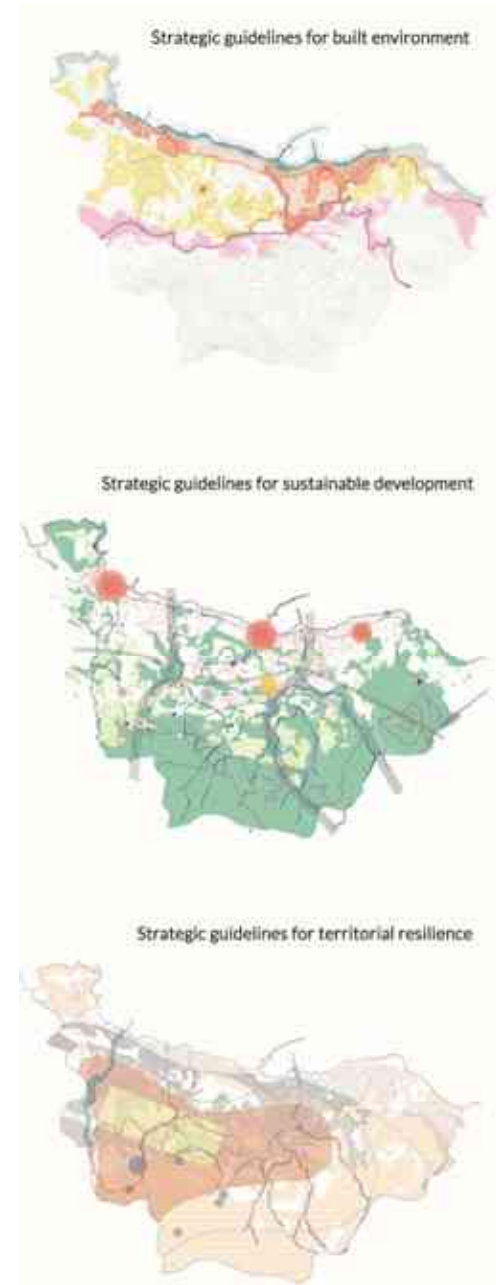 Strategic guidelines for built environment
Strategic guidelines for sustainable development
Strategic guidelines for territorial resilience